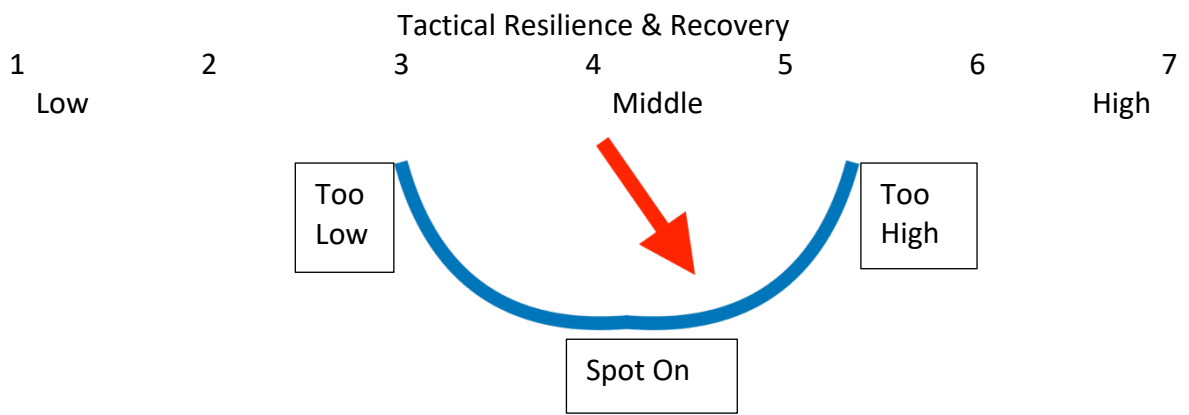 Tactical Resilience & Recovery
1 2 3 4 5 6 7
Low Middle High
Too
Low
Too
High
Spot On